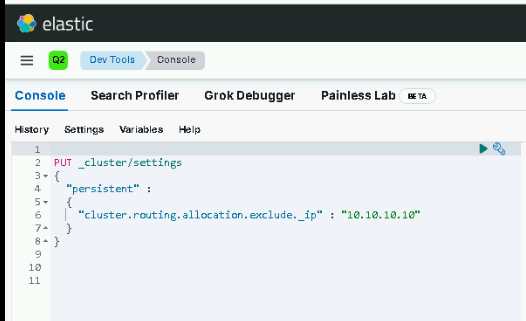 elastic
Q2 Dev Tools Console
Console Search Profiler Grok Debugger Painless Lab BETA
History Settings Variables Help
1
2 PUT _cluster/settings
3 {
4 "persistent" :
5 {
6 "cluster.routing.allocation.exclude._ip" : "10.10.10.10"
7 }
8 }
9
10
11